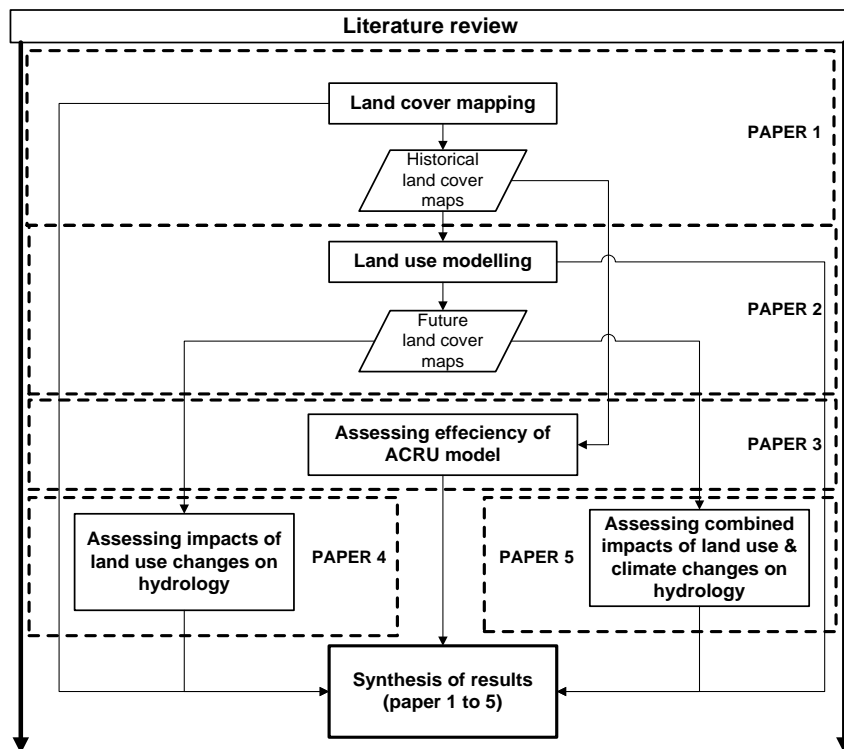 Literature review
Land cover mapping
PAPER 1
Historical
land cover
maps
Land use modelling
PAPER 2
Future
land cover
maps
Assessing effeciency of
ACRU model
PAPER 3
Assessing impacts of
land use changes on
hydrology
PAPER 4
PAPER 5
Assessing combined
impacts of land use &
climate changes on
hydrology
Synthesis of results
(paper 1 to 5)